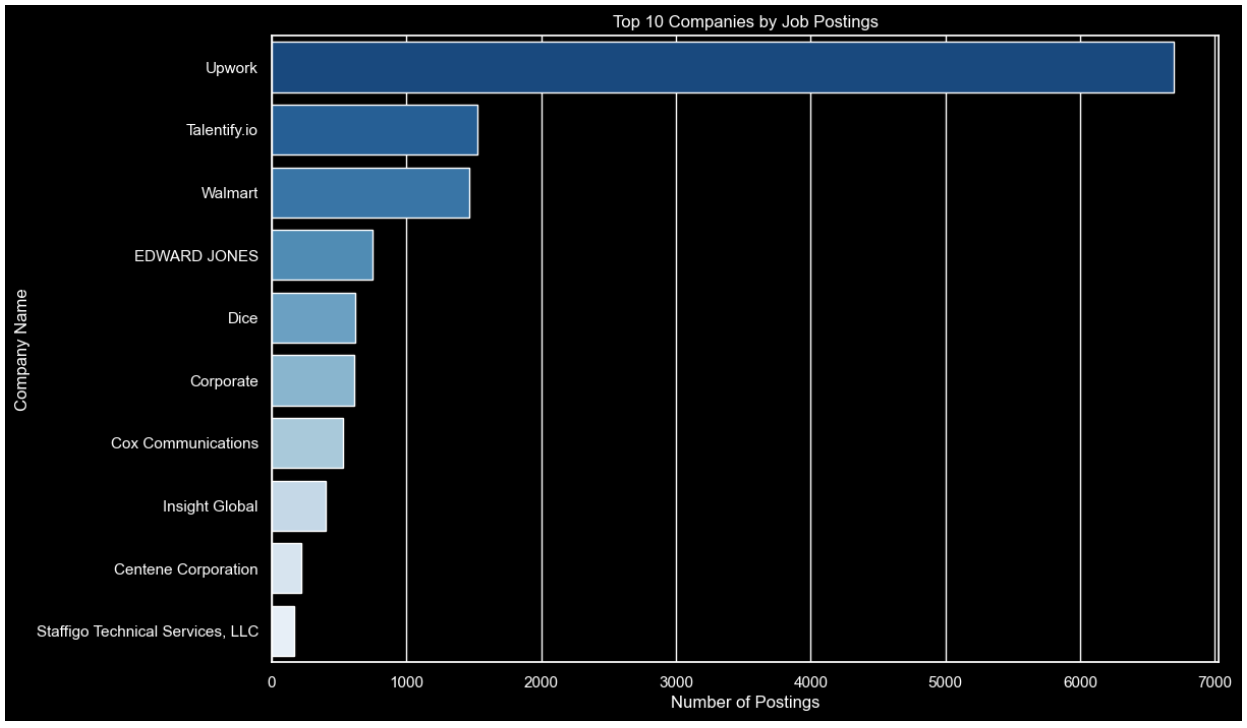 Top 10 Companies by Job Postings
Company Name
Upwork
Talentify.io
Walmart
EDWARD JONES
Dice
Corporate
Cox Communications
Insight Global
Centene Corporation
Staffigo Technical Services, LLC
0 1000 2000 3000 4000 5000 6000 7000
Number of Postings